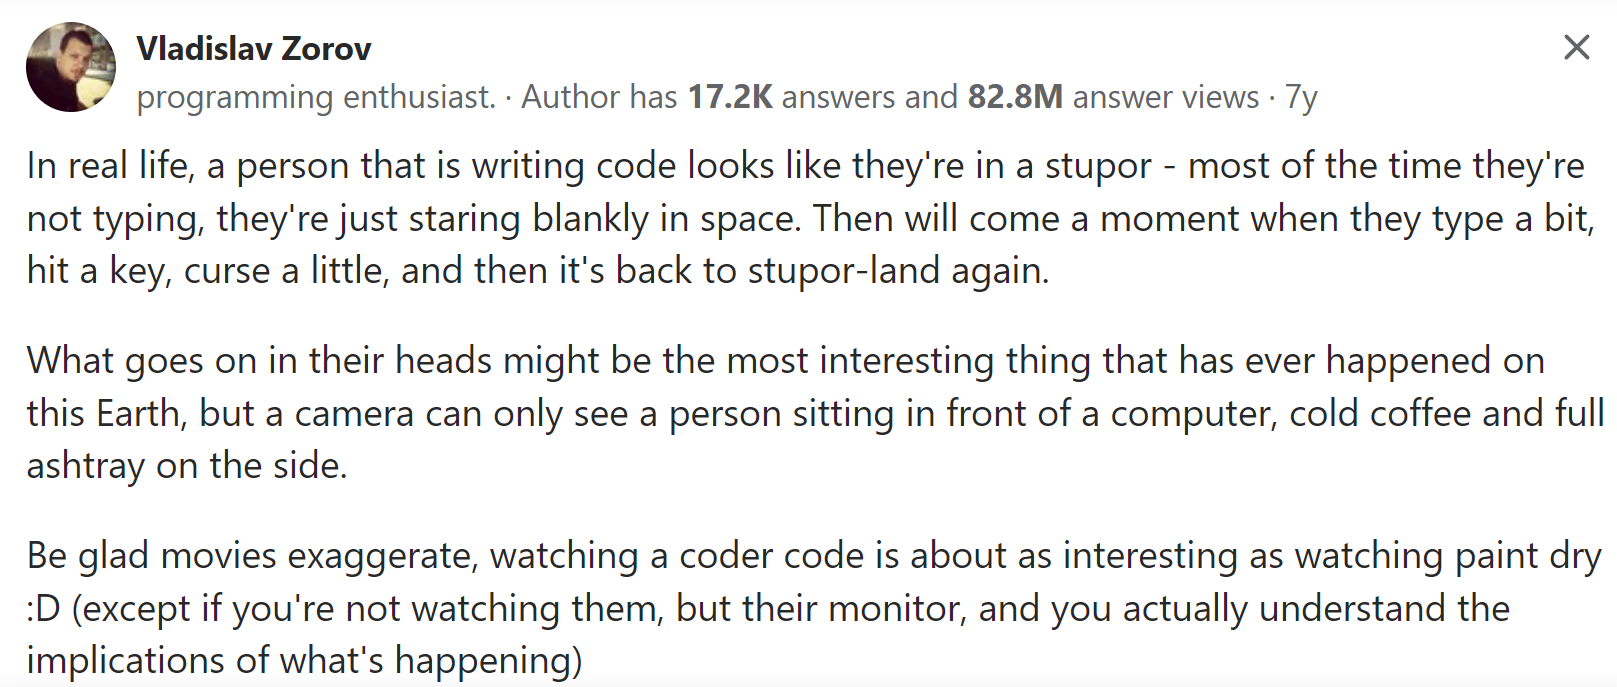 Vladislav Zorov
programming enthusiast. · Author has 17.2K answers and 82.8M answer views · 7y
In real life, a person that is writing code looks like they're in a stupor - most of the time they're
not typing, they're just staring blankly in space. Then will come a moment when they type a bit,
hit a key, curse a little, and then it's back to stupor-land again.
What goes on in their heads might be the most interesting thing that has ever happened on
this Earth, but a camera can only see a person sitting in front of a computer, cold coffee and full
ashtray on the side.
Be glad movies exaggerate, watching a coder code is about as interesting as watching paint dry
:D (except if you're not watching them, but their monitor, and you actually understand the
implications of what's happening)